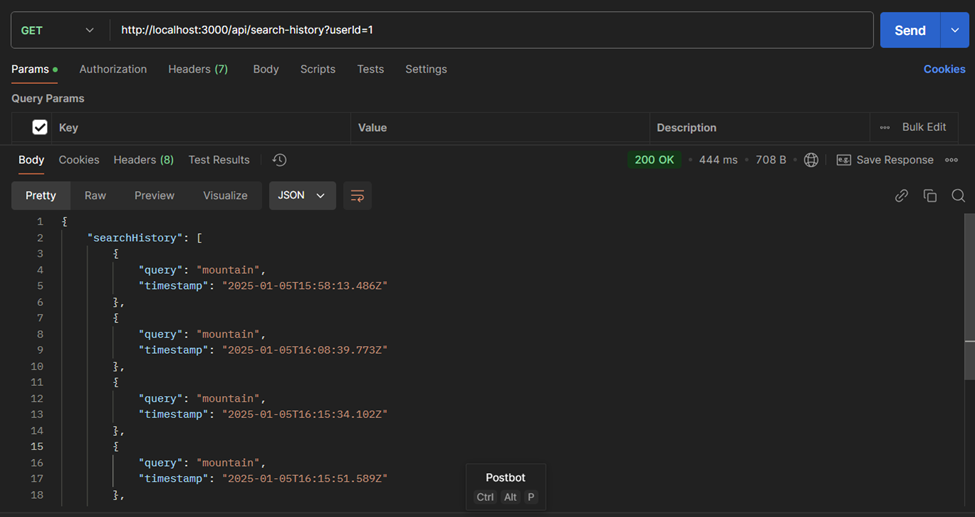 GET http://localhost:3000/api/search-history?userId=1 Send
Params Authorization Headers (7) Body Scripts Tests Settings Cookies
Query Params
Key Value Description ••• Bulk Edit
Body Cookies Headers (8) Test Results 200 OK • 444 ms • 708 B • Save Response •••
Pretty Raw Preview Visualize JSON
1 {
2 "searchHistory": [
3 {
4 "query": "mountain",
5 "timestamp": "2025-01-05T15:58:13.486Z"
6 },
7 {
8 "query": "mountain",
9 "timestamp": "2025-01-05T16:08:39.773Z"
10 },
11 {
12 "query": "mountain",
13 "timestamp": "2025-01-05T16:15:34.102Z"
14 },
15 {
16 "query": "mountain",
17 "timestamp": "2025-01-05T16:15:51.589Z"
18 },
Postbot
Ctrl Alt P